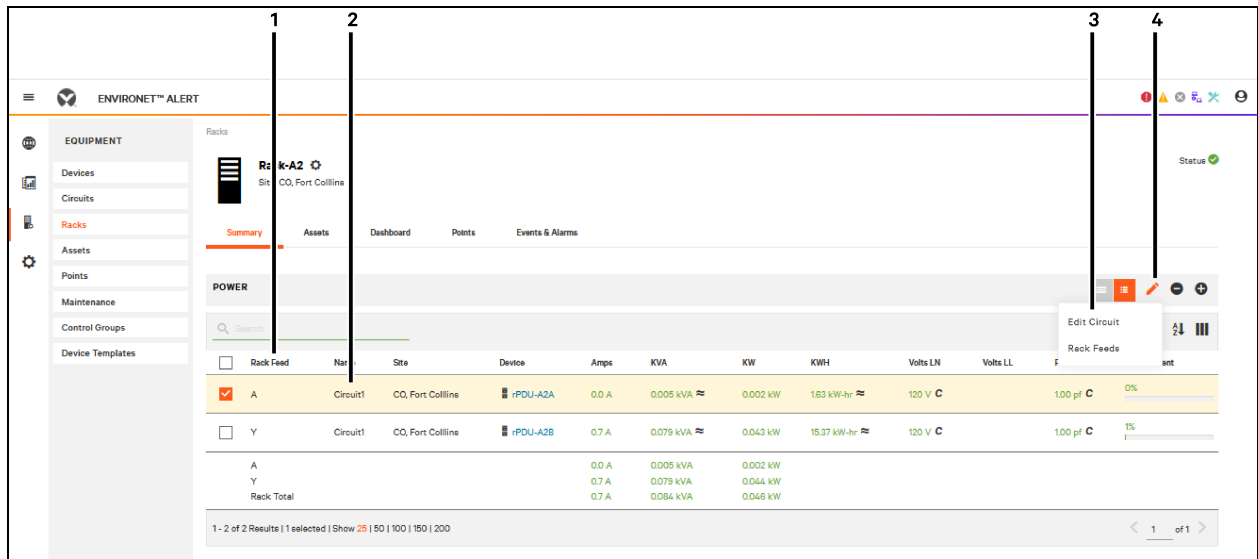 1 2 3 4
ENVIRONET™ ALERT
EQUIPMENT
Devices
Circuits
Racks
Assets
Points
Maintenance
Control Groups
Device Templates
Racks
CO, Fort Colllins
Status
Summary Assets Dashboard Points Events & Alarms
POWER
Search
Edit Circuit
Rack Feeds
Rack Feed Site Device Amps KVA KW KWH Volts LN Volts LL
A Circuit1 CO, Fort Colllins rPDU-A2A 0.0 A 0.005 kVA ≈ 0.002 kW 1.63 kW-hr ≈ 120 V C 1.00 pf C 0%
Y Circuit1 CO, Fort Colllins rPDU-A2B 0.7 A 0.079 kVA ≈ 0.043 kW 15.37 kW-hr ≈ 120 V C 1.00 pf C 1%
A 0.0 A 0.005 kVA 0.002 kW
Y 0.7 A 0.079 kVA 0.044 kW
Rack Total 0.7 A 0.084 kVA 0.046 kW
1 - 2 of 2 Results | 1 selected | Show 25 | 50 | 100 | 150 | 200
< 1 of 1 >